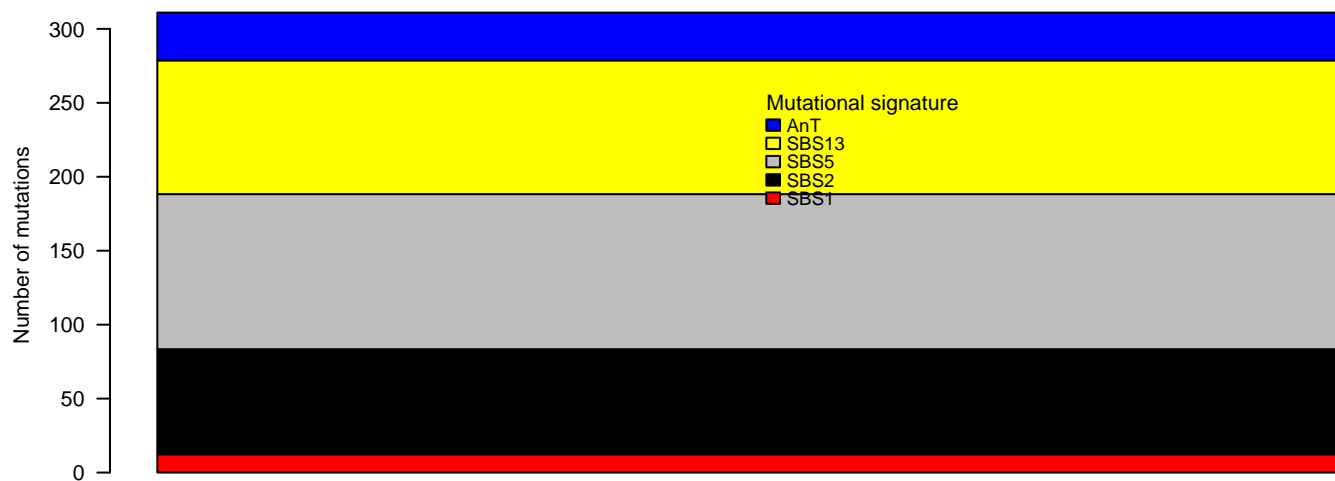 300
250
200
150
100
50
0
Number of mutations
Mutational signature
AnT
SBS13
SBS5
SBS2
SBS1